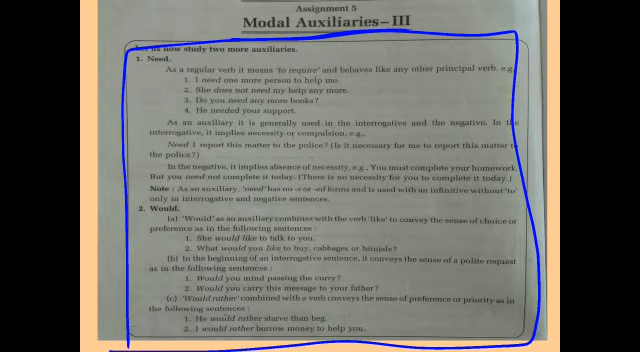 Assignment 5
Modal Auxiliaries–III
Let us now study two more auxiliaries.
1. Need.
As a regular verb it means 'to require' and behaves like any other principal verb, e.g.
1. I need one more person to help me.
2. She does not need my help any more.
3. Do you need any more books?
4. He needed your support.
As an auxiliary it is generally used in the interrogative and the negative. In the
interrogative, it implies necessity or compulsion, e.g.,
Need I report this matter to the police? (Is it necessary for me to report this matter to
the police?)
In the negative, it implies absence of necessity, e.g., You must complete your homework.
But you need not complete it today. (There is no necessity for you to complete it today.)
Note : As an auxiliary, 'need' has no -s or -ed forms and is used with an infinitive without 'to'
only in interrogative and negative sentences.
2. Would.
(a) 'Would' as an auxiliary combines with the verb 'like' to convey the sense of choice or
preference as in the following sentences :
1. She would like to talk to you.
2. What would you like to buy, cabbages or brinjals?
(b) In the beginning of an interrogative sentence, it conveys the sense of a polite request
as in the following sentences :
1. Would you mind passing the curry?
2. Would you carry this message to your father?
(c) 'Would rather' combined with a verb conveys the sense of preference or priority as in
the following sentences :
1. He would rather starve than beg.
2. I would rather borrow money to help you.